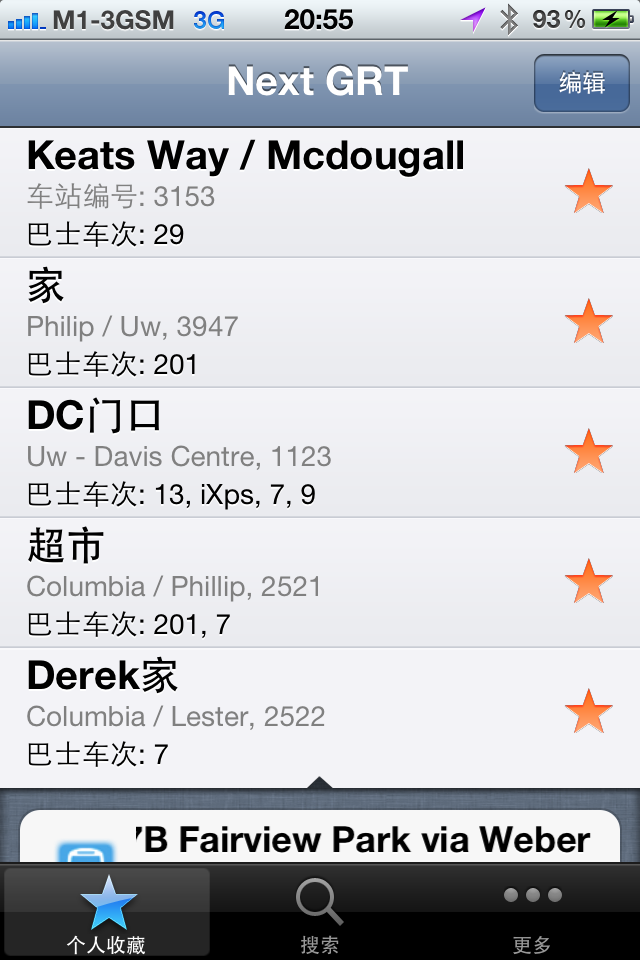 M1-3GSM 3G 20:55 93%
Next GRT 编辑
Keats Way / Mcdougall
车站编号: 3153
巴士车次: 29
家
Philip / Uw, 3947
巴士车次: 201
DC门口
Uw - Davis Centre, 1123
巴士车次: 13, iXps, 7, 9
超市
Columbia / Phillip, 2521
巴士车次: 201, 7
Derek家
Columbia / Lester, 2522
巴士车次: 7
7B Fairview Park via Weber
个人收藏 搜索 更多